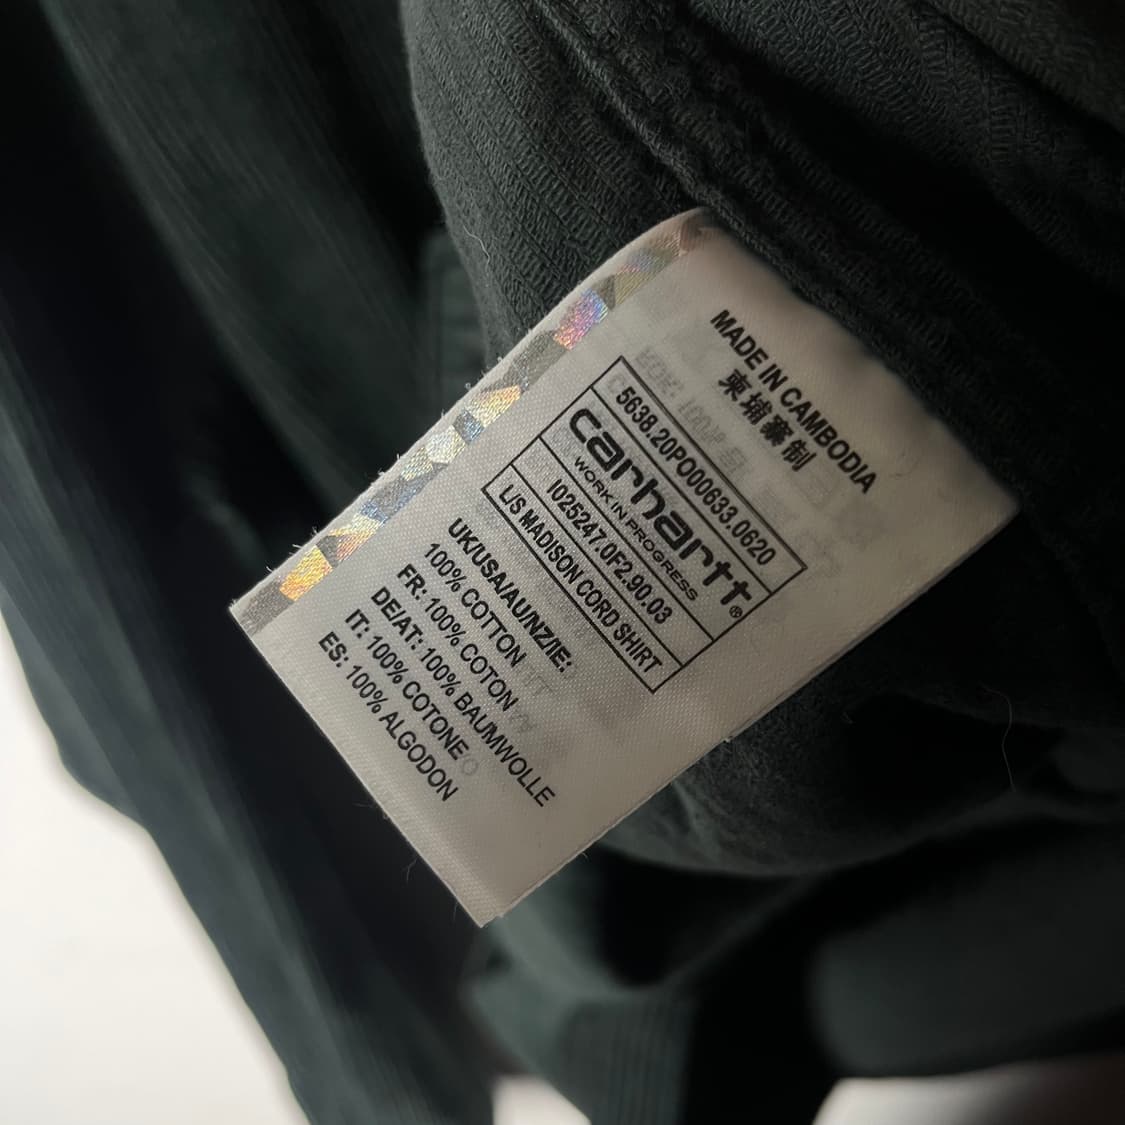 MADE IN CAMBODIA
柬埔寨制
5638.20PO000633.0620
carhartt®
WORK IN PROGRESS
I025247.0F2.90.03
L/S MADISON CORD SHIRT
UK/USA/AU/NZ/IE:
100% COTTON
FR: 100% COTON
DE/AT: 100% BAUMWOLLE
IT: 100% COTONE
ES: 100% ALGODON